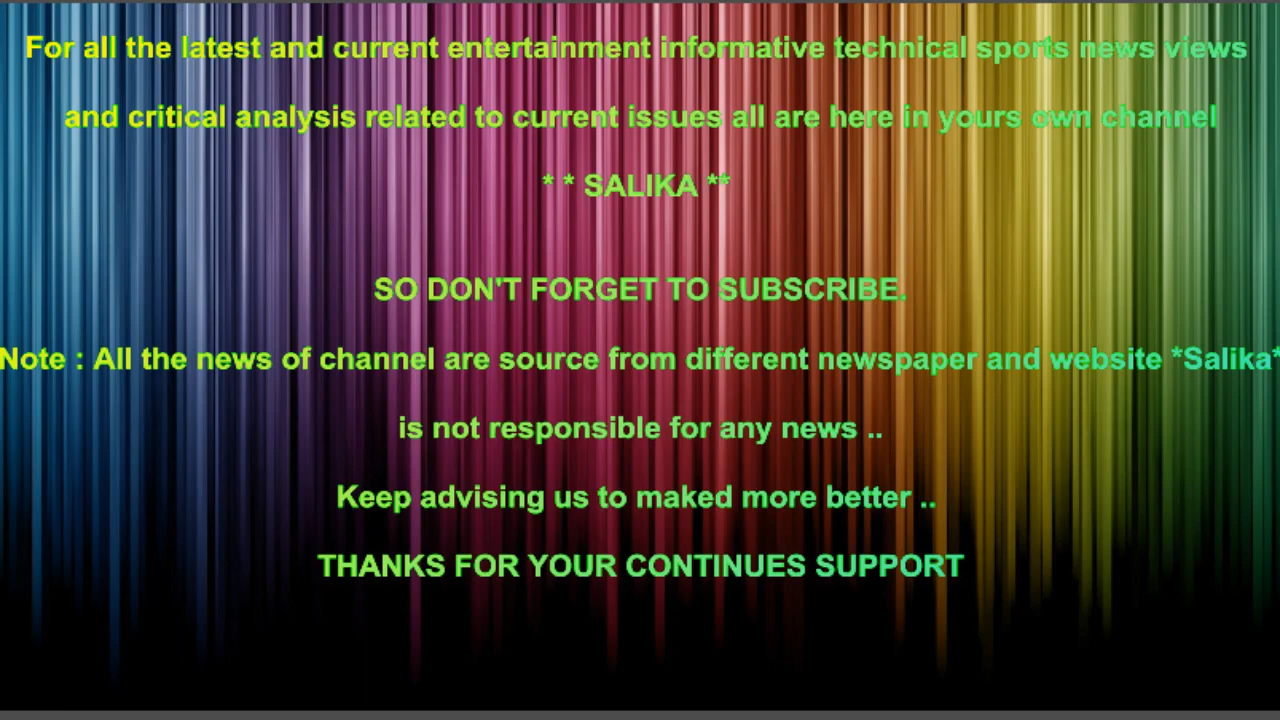 For all the latest and current entertainment informative technical sports news views
and critical analysis related to current issues all are here in yours own channel
* * SALIKA **
SO DON'T FORGET TO SUBSCRIBE.
Note : All the news of channel are source from different newspaper and website *Salika*
is not responsible for any news ..
Keep advising us to maked more better ..
THANKS FOR YOUR CONTINUES SUPPORT